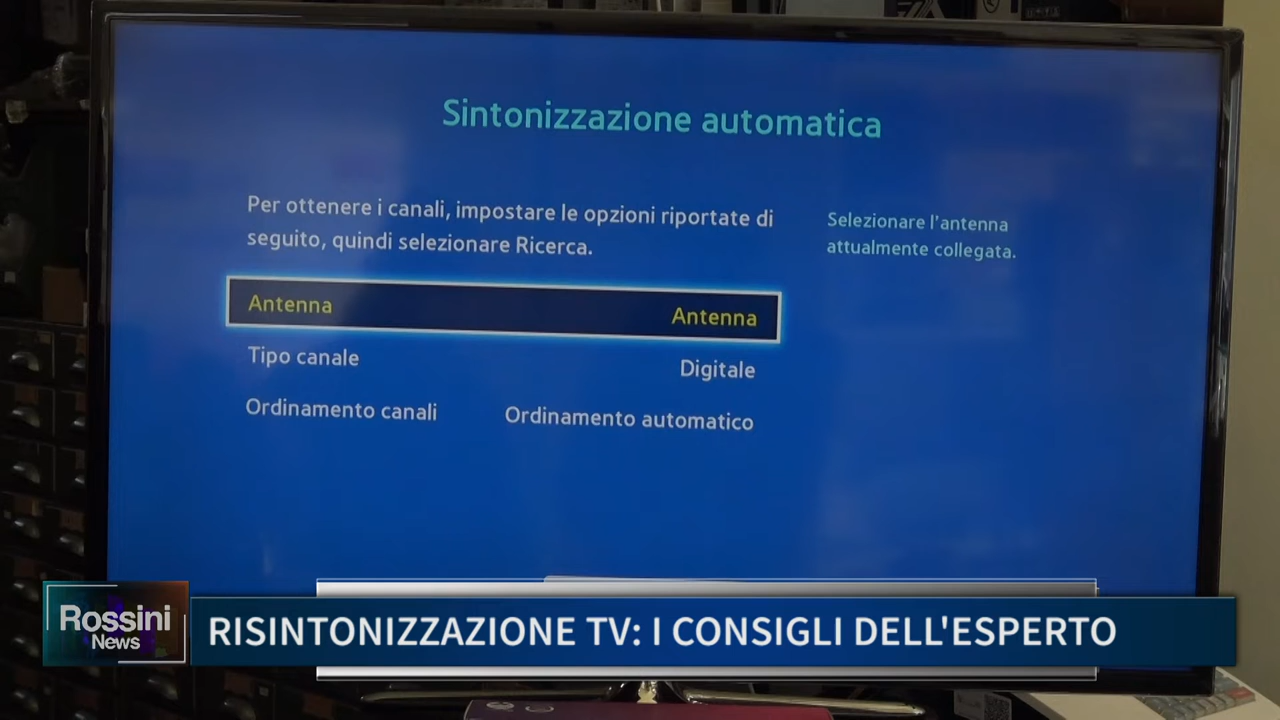 Sintonizzazione automatica
Per ottenere i canali, impostare le opzioni riportate di
seguito, quindi selezionare Ricerca.
Selezionare l'antenna
attualmente collegata.
Antenna Antenna
Tipo canale Digitale
Ordinamento canali Ordinamento automatico
Rossini
News
RISINTONIZZAZIONE TV: I CONSIGLI DELL'ESPERTO